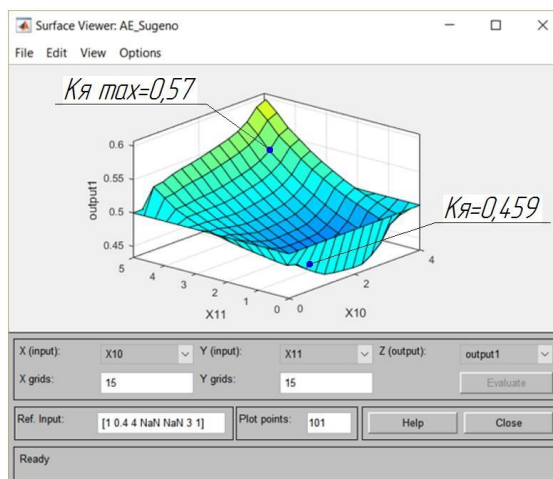 Surface Viewer: AE_Sugeno
File Edit View Options
Kя max=0,57
Kя=0,459
0.6
0.55
0.5
0.45
output1
5
4
3
2
1
0
X11
0
2
4
X10
X (input):
X10
Y (input):
X11
Z (output):
output1
X grids:
15
Y grids:
15
Evaluate
Ref. Input:
[1 0.4 4 NaN NaN 3 1]
Plot points:
101
Help
Close
Ready